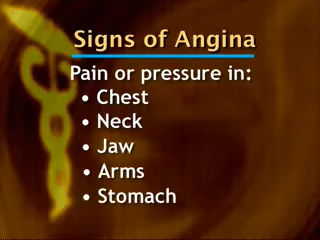 Signs of Angina
Pain or pressure in:
• Chest
• Neck
• Jaw
• Arms
• Stomach